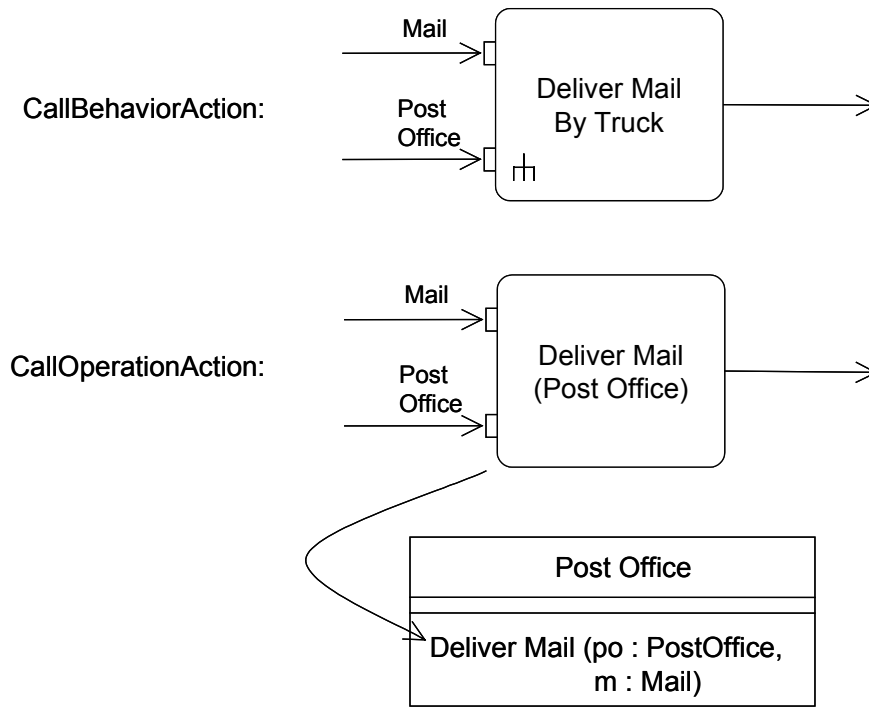 Mail
CallBehaviorAction:
Post
Office
Deliver Mail
By Truck
Mail
CallOperationAction:
Post
Office
Deliver Mail
(Post Office)
Post Office
Deliver Mail (po : PostOffice,
m : Mail)